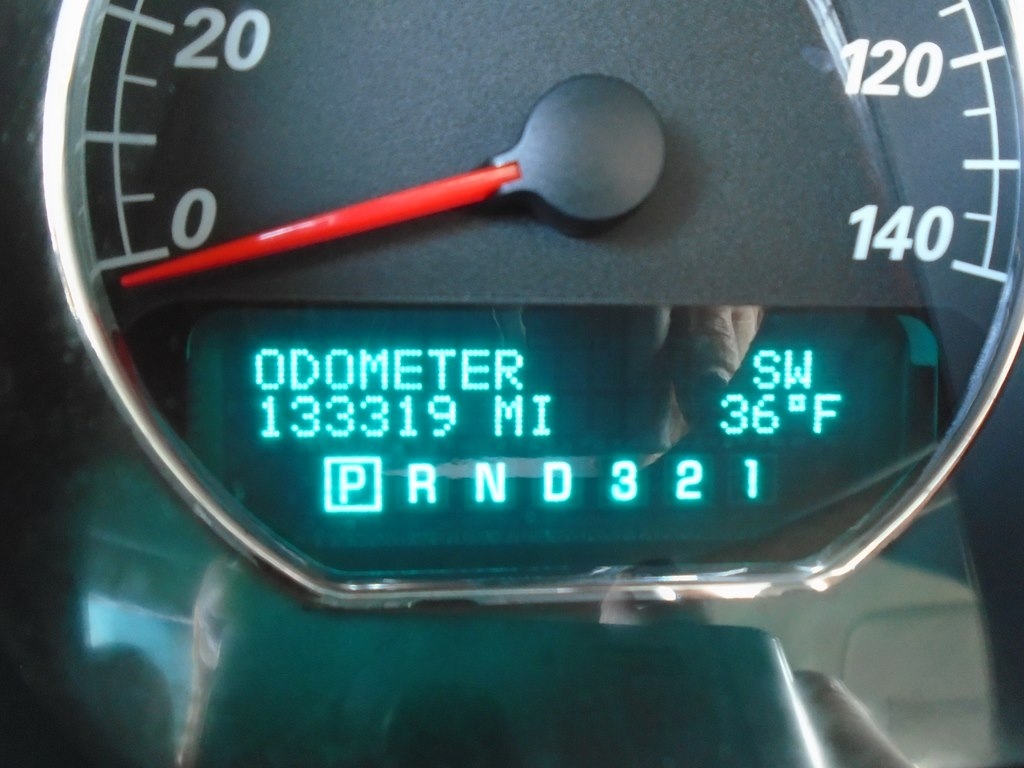 20 120
0 140
ODOMETER SW
133319 MI 36°F
P R N D 3 2 1